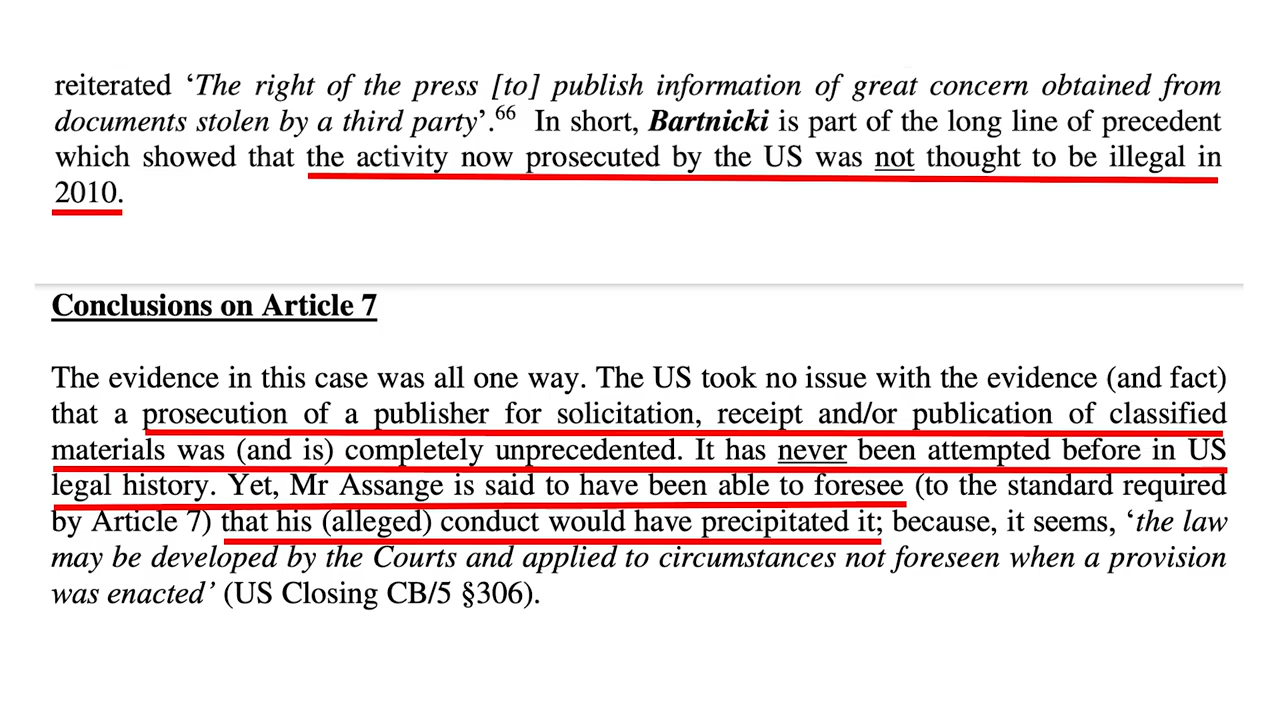 reiterated ‘The right of the press [to] publish information of great concern obtained from
documents stolen by a third party’.66 In short, Bartnicki is part of the long line of precedent
which showed that the activity now prosecuted by the US was not thought to be illegal in
2010.
Conclusions on Article 7
The evidence in this case was all one way. The US took no issue with the evidence (and fact)
that a prosecution of a publisher for solicitation, receipt and/or publication of classified
materials was (and is) completely unprecedented. It has never been attempted before in US
legal history. Yet, Mr Assange is said to have been able to foresee (to the standard required
by Article 7) that his (alleged) conduct would have precipitated it; because, it seems, ‘the law
may be developed by the Courts and applied to circumstances not foreseen when a provision
was enacted’ (US Closing CB/5 §306).